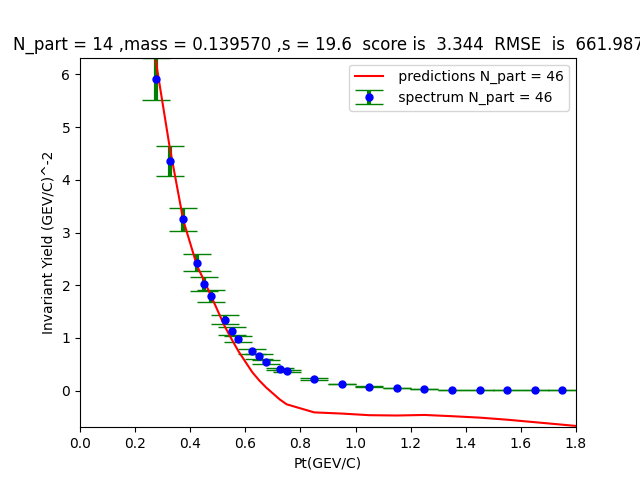 N_part = 14 ,mass = 0.139570 ,s = 19.6  score is  3.344  RMSE  is  661.987
predictions N_part = 46
spectrum N_part = 46
Invariant Yield (GEV/C)^-2
6
5
4
3
2
1
0
0.0 0.2 0.4 0.6 0.8 1.0 1.2 1.4 1.6 1.8
Pt(GEV/C)